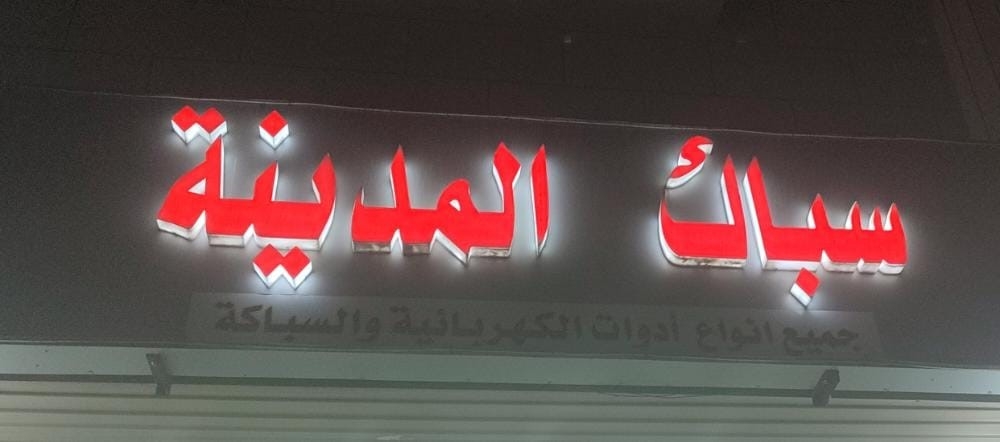 سباك المدينة
جميع انواع أدوات الكهربائية والسباكة